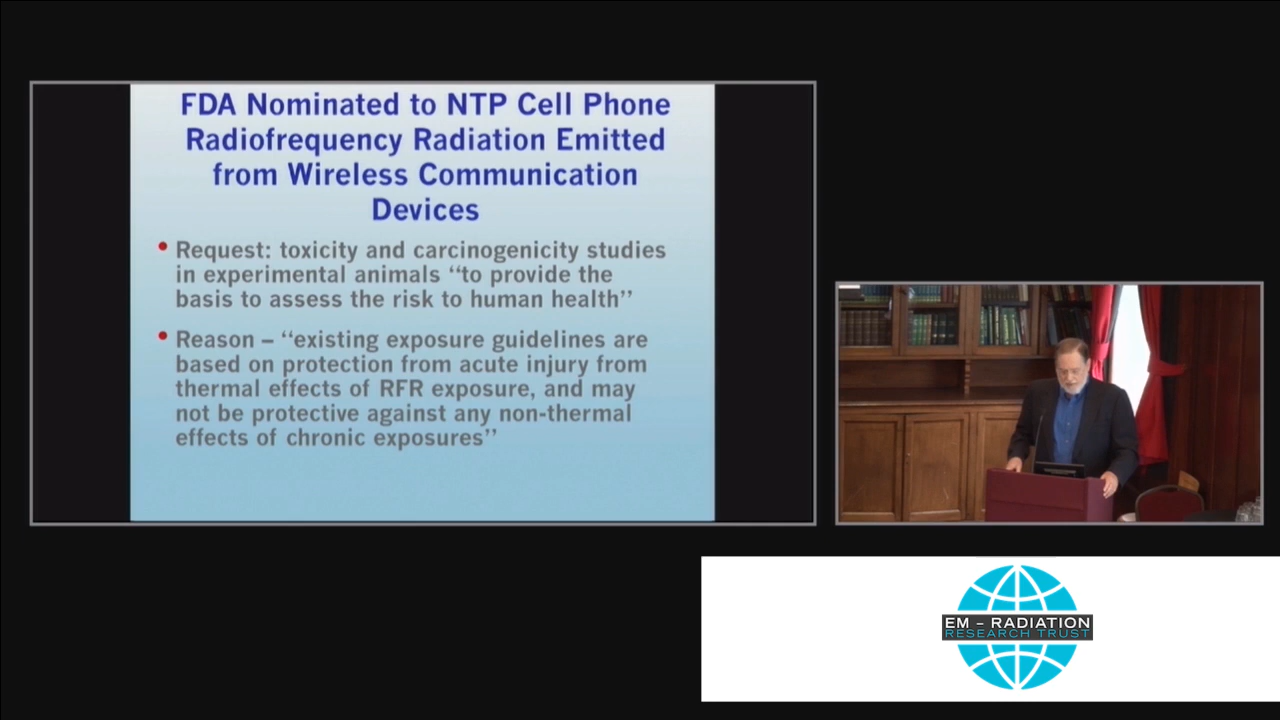 FDA Nominated to NTP Cell Phone
Radiofrequency Radiation Emitted
from Wireless Communication
Devices
• Request: toxicity and carcinogenicity studies
in experimental animals “to provide the
basis to assess the risk to human health”
• Reason – “existing exposure guidelines are
based on protection from acute injury from
thermal effects of RFR exposure, and may
not be protective against any non-thermal
effects of chronic exposures”
EM – RADIATION
RESEARCH TRUST